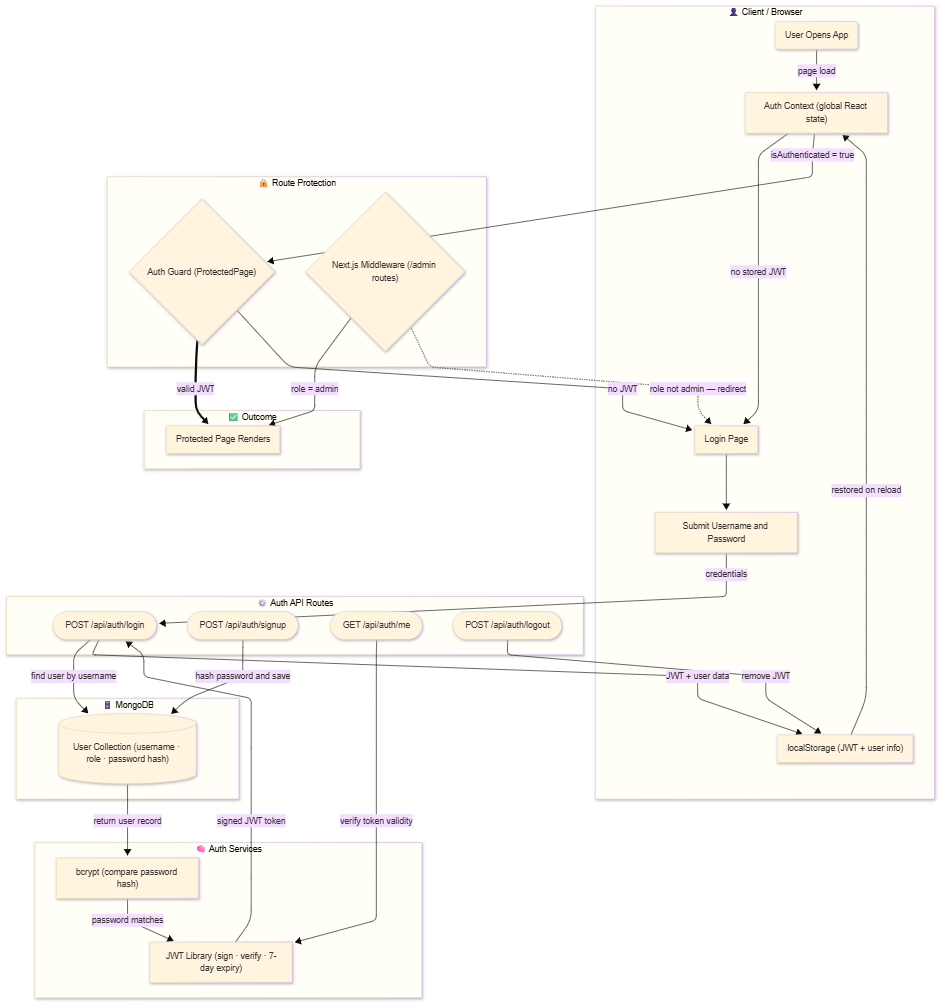 👤 Client / Browser
User Opens App
page load
Auth Context (global React
state)
isAuthenticated = true
🔒 Route Protection
Auth Guard (ProtectedPage)
Next.js Middleware (/admin
routes)
no stored JWT
valid JWT
role = admin
no JWT
role not admin — redirect
✅ Outcome
Protected Page Renders
Login Page
restored on reload
Submit Username and
Password
credentials
⚙️ Auth API Routes
POST /api/auth/login
POST /api/auth/signup
GET /api/auth/me
POST /api/auth/logout
find user by username
hash password and save
JWT + user data
remove JWT
🗄️ MongoDB
User Collection (username ·
role · password hash)
localStorage (JWT + user info)
return user record
signed JWT token
verify token validity
🧠 Auth Services
bcrypt (compare password
hash)
password matches
JWT Library (sign · verify · 7-
day expiry)